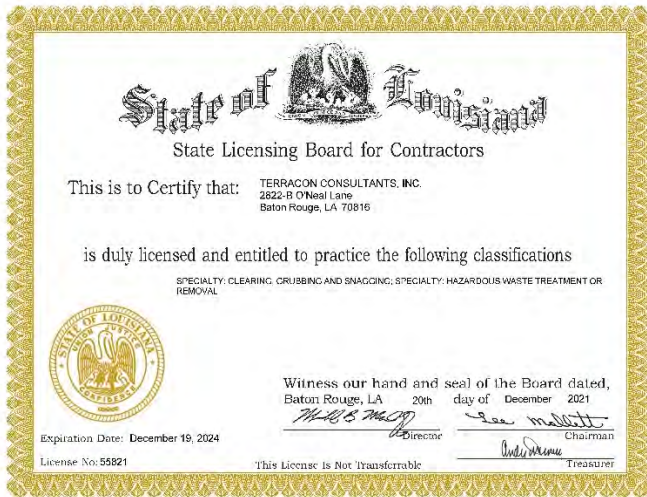 State of Louisiana
State Licensing Board for Contractors
This is to Certify that:
TERRACON CONSULTANTS, INC.
2822-B O'Neal Lane
Baton Rouge, LA 70816
is duly licensed and entitled to practice the following classifications
SPECIALTY: CLEARING, GRUBBING AND SNAGGING; SPECIALTY: HAZARDOUS WASTE TREATMENT OR
REMOVAL
STATE OF LOUISIANA
UNION JUSTICE
CONFIDENCE
Witness our hand and seal of the Board dated,
Baton Rouge, LA 20th day of December 2021
Director
Lee Mallett
Chairman
Expiration Date: December 19, 2024
License No: 55821
This License Is Not Transferrable
Treasurer